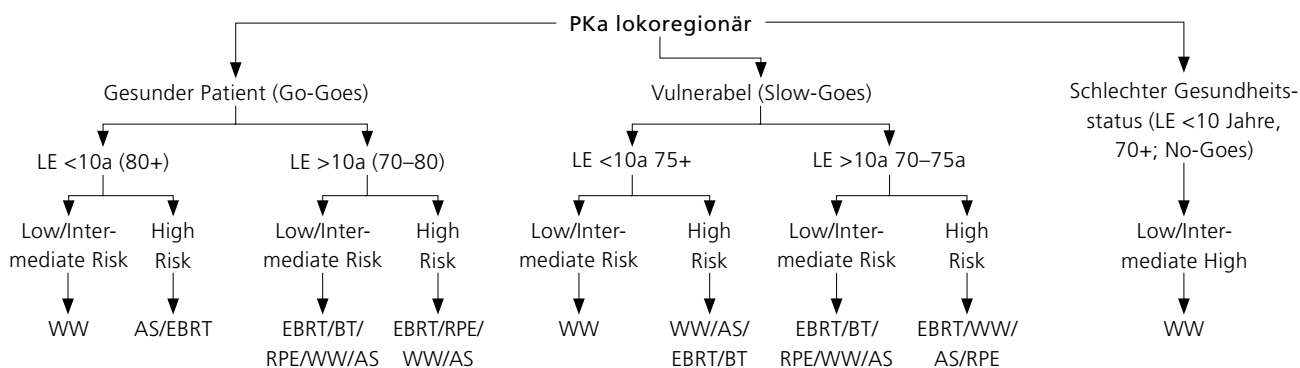 PKa lokoregionär
Gesunder Patient (Go-Goes)
Vulnerabel (Slow-Goes)
Schlechter Gesundheits-
status (LE <10 Jahre,
70+; No-Goes)
LE <10a (80+)
LE >10a (70–80)
LE <10a 75+
LE >10a 70–75a
Low/Inter-
mediate Risk
High
Risk
Low/Inter-
mediate Risk
High
Risk
Low/Inter-
mediate Risk
High
Risk
Low/Inter-
mediate Risk
High
Risk
Low/Inter-
mediate High
WW
AS/EBRT
EBRT/BT/
RPE/WW/AS
EBRT/RPE/
WW/AS
WW
WW/AS/
EBRT/BT
EBRT/BT/
RPE/WW/AS
EBRT/WW/
AS/RPE
WW